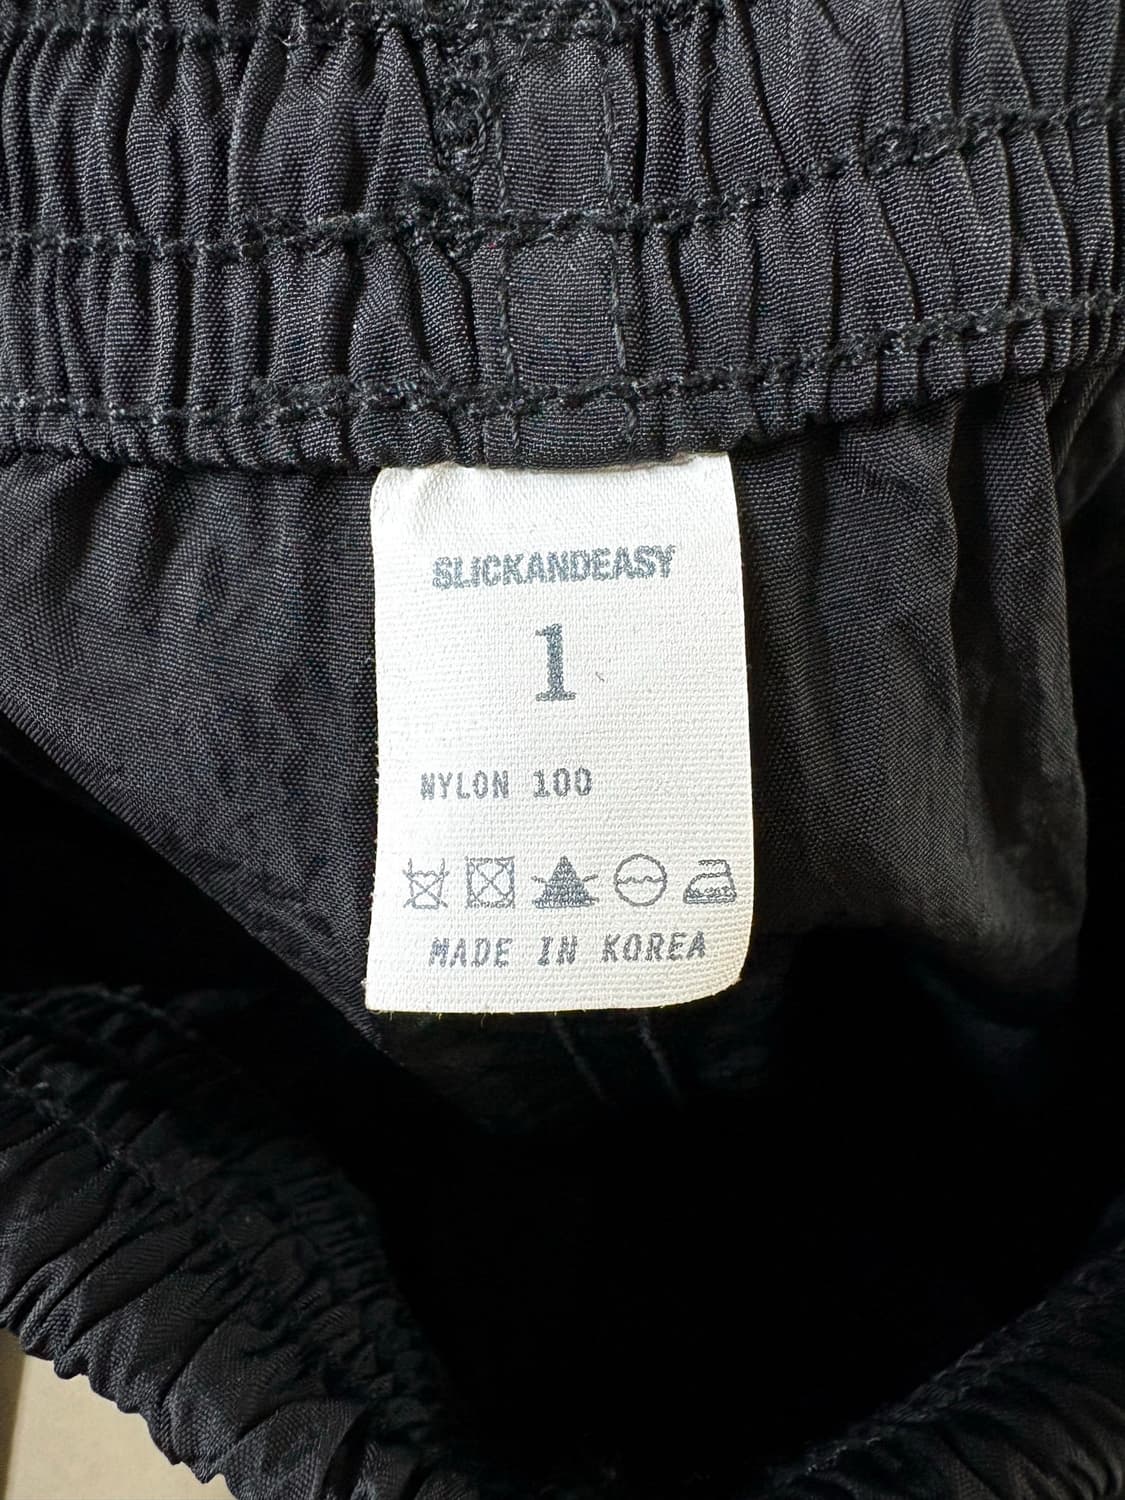 SLICKANDEASY
1
NYLON 100
MADE IN KOREA